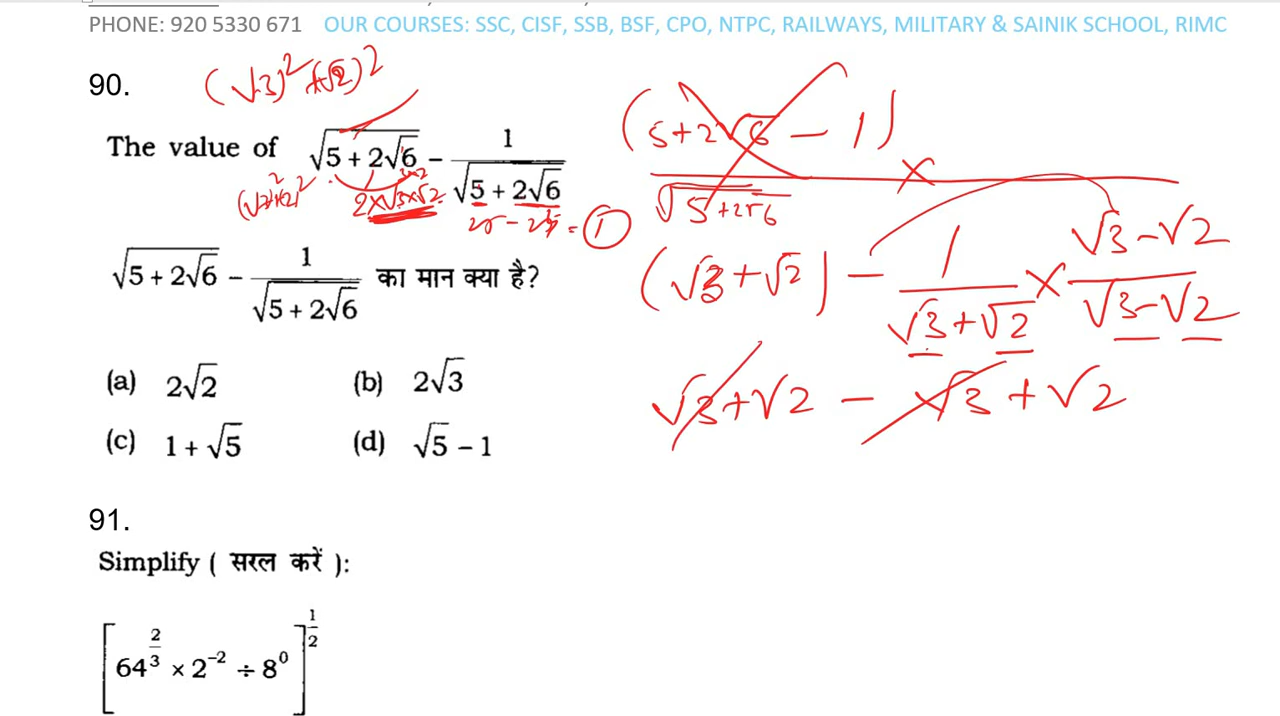 PHONE: 920 5330 671 OUR COURSES: SSC, CISF, SSB, BSF, CPO, NTPC, RAILWAYS, MILITARY & SAINIK SCHOOL, RIMC
90.
(√3)² + (√2)²
The value of √(5 + 2√6) − 1/√(5 + 2√6)
2×√3×√2
= 1
√(5 + 2√6) − 1/√(5 + 2√6) का मान क्या है?
(a) 2√2 (b) 2√3
(c) 1 + √5 (d) √5 − 1
(5+2√6 − 1) ×
√5+2√6
(√3+√2) − 1/(√3+√2) × (√3−√2)/(√3−√2)
√3+√2 − √3 + √2
91.
Simplify ( सरल करें ):
[64^(2/3) × 2^(−2) ÷ 8^0]^(1/2)